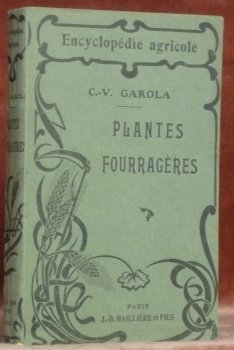 Encyclopédie agricole
C.-V. GAROLA
PLANTES
FOURRAGÈRES
PARIS
J.-B. BAILLIÈRE et FILS